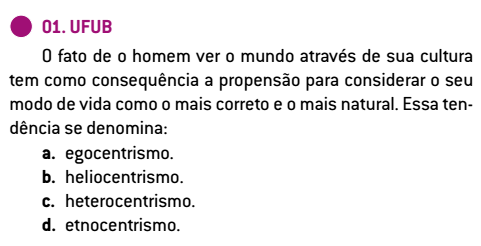 01. UFUB
O fato de o homem ver o mundo através de sua cultura
tem como consequência a propensão para considerar o seu
modo de vida como o mais correto e o mais natural. Essa ten-
dência se denomina:
a. egocentrismo.
b. heliocentrismo.
c. heterocentrismo.
d. etnocentrismo.